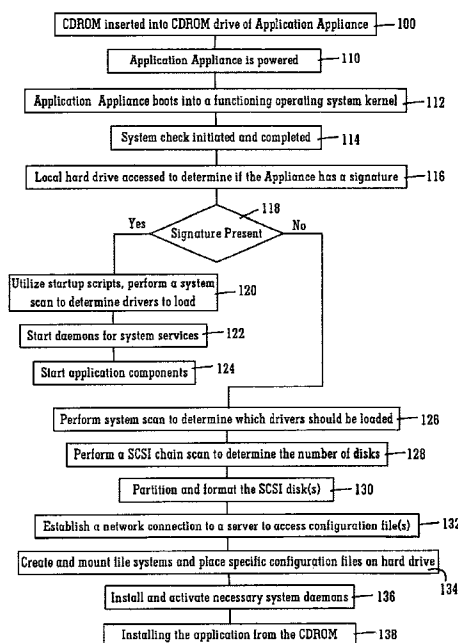 CDROM inserted into CDROM drive of Application Appliance
100
Application Appliance is powered
110
Application Appliance boots into a functioning operating system kernel
112
System check initiated and completed
114
Local hard drive accessed to determine if the Appliance has a signature
116
118
Yes
Signature Present
No
Utilize startup scripts, perform a system
scan to determine drivers to load
120
Start daemons for system services
122
Start application components
124
Perform system scan to determine which drivers should be loaded
126
Perform a SCSI chain scan to determine the number of disks
128
Partition and format the SCSI disk(s)
130
Establish a network connection to a server to access configuration file(s)
132
Create and mount file systems and place specific configuration files on hard drive
134
Install and activate necessary system daemons
136
Installing the application from the CDROM
138